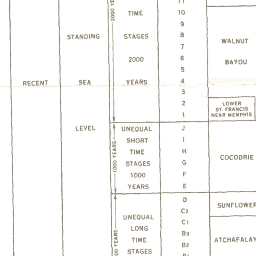 11
TIME 10
9
STANDING STAGES 8 WALNUT
7
2000 6 BAYOU
5
RECENT SEA YEARS 4
3
2 LOWER
ST. FRANCIS
1 NEAR MEMPHIS
LEVEL UNEQUAL J
SHORT I
TIME H
STAGES G COCODRIE
1000 F
YEARS E
1000 YEARS
D
SUNFLOWER
UNEQUAL C2
LONG C1
TIME B3 ATCHAFALAY
STAGES B2
2000 YEARS
YEARS